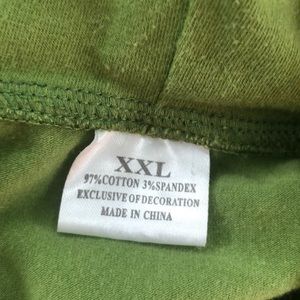 XXL
97%COTTON 3%SPANDEX
EXCLUSIVE OF DECORATION
MADE IN CHINA